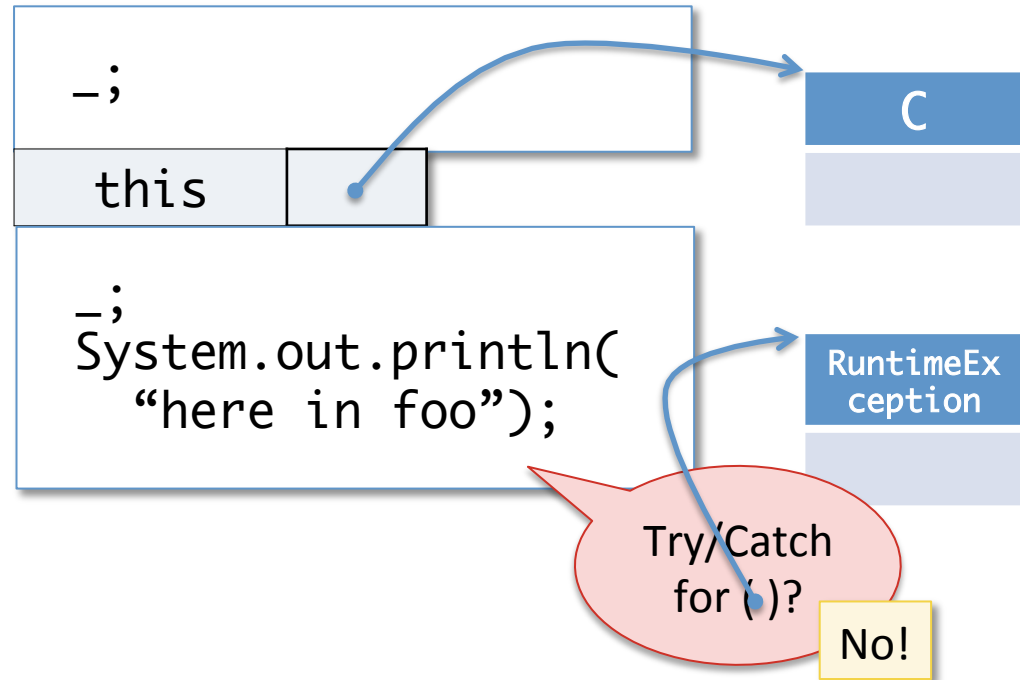 _;
C
this
_;
System.out.println(
“here in foo”);
RuntimeEx
ception
Try/Catch
for ( )?
No!